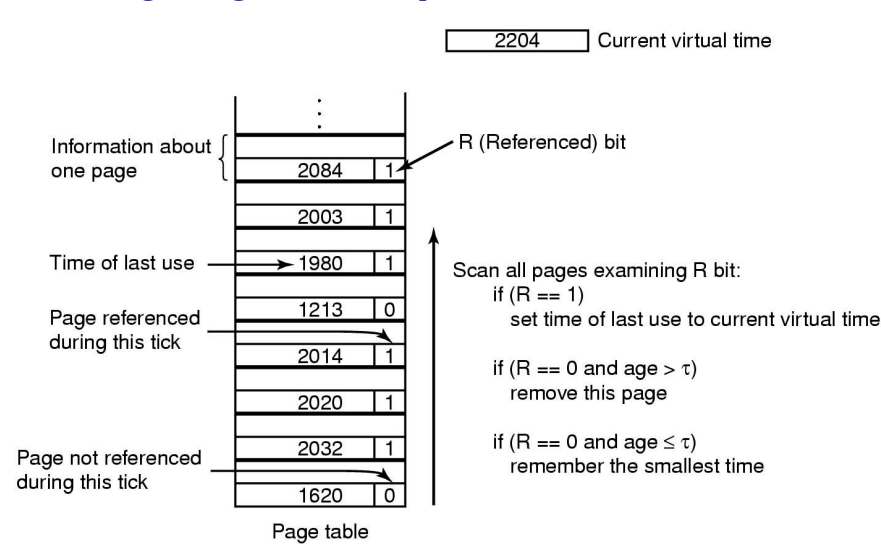 2204 Current virtual time
Information about
one page
R (Referenced) bit
2084 1
2003 1
Time of last use
1980 1
Scan all pages examining R bit:
if (R == 1)
set time of last use to current virtual time
1213 0
Page referenced
during this tick
2014 1
if (R == 0 and age > τ)
remove this page
2020 1
if (R == 0 and age ≤ τ)
remember the smallest time
2032 1
Page not referenced
during this tick
1620 0
Page table